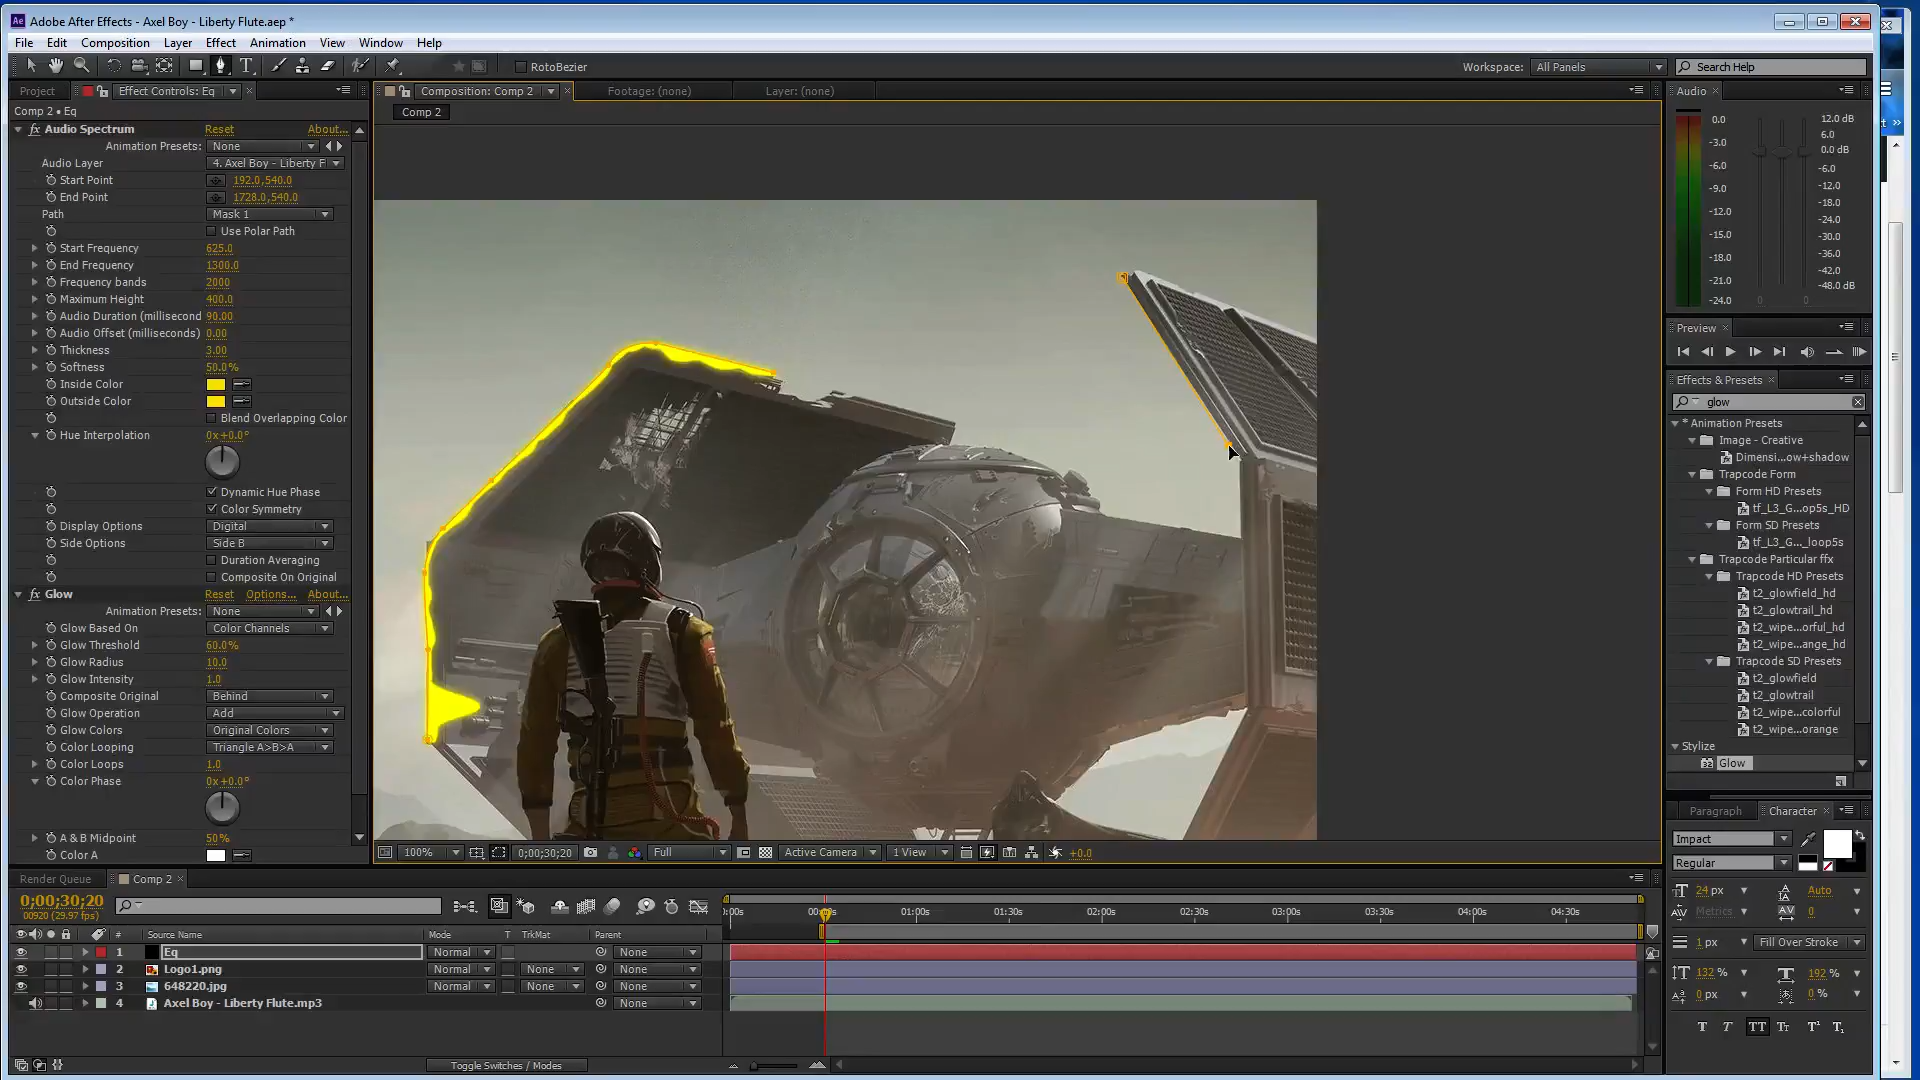 Ae Adobe After Effects - Axel Boy - Liberty Flute.aep *
File Edit Composition Layer Effect Animation View Window Help
RotoBezier
Workspace: All Panels
Search Help
Project
Effect Controls: Eq
Comp 2 • Eq
fx Audio Spectrum Reset About...
Animation Presets: None
Audio Layer 4. Axel Boy - Liberty F
Start Point 192.0,540.0
End Point 1728.0,540.0
Path Mask 1
Use Polar Path
Start Frequency 625.0
End Frequency 1300.0
Frequency bands 2000
Maximum Height 400.0
Audio Duration (millisecond 90.00
Audio Offset (milliseconds) 0.00
Thickness 3.00
Softness 50.0%
Inside Color
Outside Color
Blend Overlapping Color
Hue Interpolation 0x+0.0°
Dynamic Hue Phase
Color Symmetry
Display Options Digital
Side Options Side B
Duration Averaging
Composite On Original
fx Glow Reset Options... About...
Animation Presets: None
Glow Based On Color Channels
Glow Threshold 60.0%
Glow Radius 10.0
Glow Intensity 1.0
Composite Original Behind
Glow Operation Add
Glow Colors Original Colors
Color Looping Triangle A>B>A
Color Loops 1.0
Color Phase 0x+0.0°
A & B Midpoint 50%
Color A
Composition: Comp 2
Footage: (none)
Layer: (none)
Comp 2
100% 0;00;30;20 Full Active Camera 1 View +0.0
Audio
0.0
-3.0
-6.0
-9.0
-12.0
-15.0
-18.0
-21.0
-24.0
12.0 dB
6.0
0.0 dB
-6.0
-12.0
-18.0
-24.0
-30.0
-36.0
-42.0
-48.0 dB
0 0
Preview
Effects & Presets
glow
* Animation Presets
Image - Creative
Dimensi...ow+shadow
Trapcode Form
Form HD Presets
tf_L3_G...op5s_HD
Form SD Presets
tf_L3_G..._loop5s
Trapcode Particular ffx
Trapcode HD Presets
t2_glowfield_hd
t2_glowtrail_hd
t2_wipe...orful_hd
t2_wipe...ange_hd
Trapcode SD Presets
t2_glowfield
t2_glowtrail
t2_wipe...colorful
t2_wipe...orange
Stylize
Glow
Paragraph
Character
Impact
Regular
24 px Auto
Metrics 0
1 px Fill Over Stroke
132 % 192 %
0 px 0 %
T T TT Tt T¹ T₁
Render Queue
Comp 2
0;00;30;20
00920 (29.97 fps)
# Source Name Mode T TrkMat Parent
1 Eq Normal None
2 Logo1.png Normal None None
3 648220.jpg Normal None None
4 Axel Boy - Liberty Flute.mp3 None
Toggle Switches / Modes
:00s 01:00s 01:30s 02:00s 02:30s 03:00s 03:30s 04:00s 04:30s